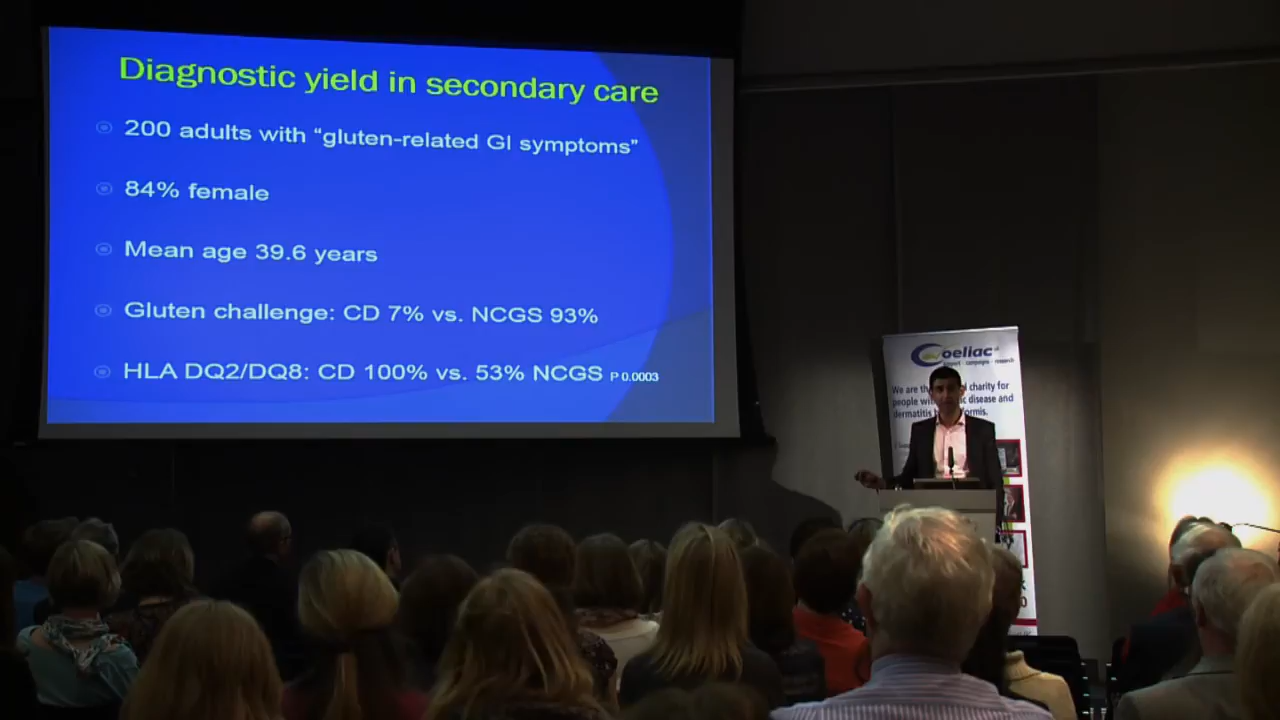 Diagnostic yield in secondary care
200 adults with “gluten-related GI symptoms”
84% female
Mean age 39.6 years
Gluten challenge: CD 7% vs. NCGS 93%
HLA DQ2/DQ8: CD 100% vs. 53% NCGS P 0.0003
Coeliac UK
support - campaigns - research
We are the charity for
people with disease and
dermatitis